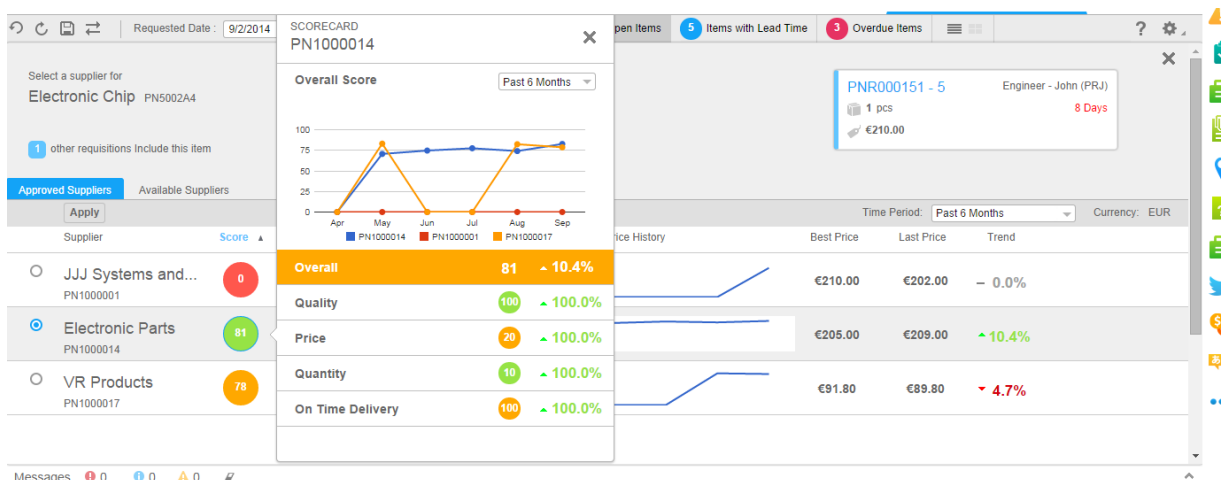 Requested Date : 9/2/2014
pen Items 5 Items with Lead Time 3 Overdue Items ?
Select a supplier for
Electronic Chip PN5002A4
1 other requisitions Include this item
PNR000151 - 5 Engineer - John (PRJ)
1 pcs 8 Days
€210.00
SCORECARD
PN1000014
Overall Score Past 6 Months
100
75
50
25
0
Apr May Jun Jul Aug Sep
PN1000014 PN1000001 PN1000017
Overall 81 10.4%
Quality 100 100.0%
Price 20 100.0%
Quantity 10 100.0%
On Time Delivery 100 100.0%
Approved Suppliers Available Suppliers
Apply Time Period: Past 6 Months Currency: EUR
Supplier Score rice History Best Price Last Price Trend
JJJ Systems and... 0 €210.00 €202.00 – 0.0%
PN1000001
Electronic Parts 81 €205.00 €209.00 10.4%
PN1000014
VR Products 78 €91.80 €89.80 4.7%
PN1000017
Messages 0 0 0